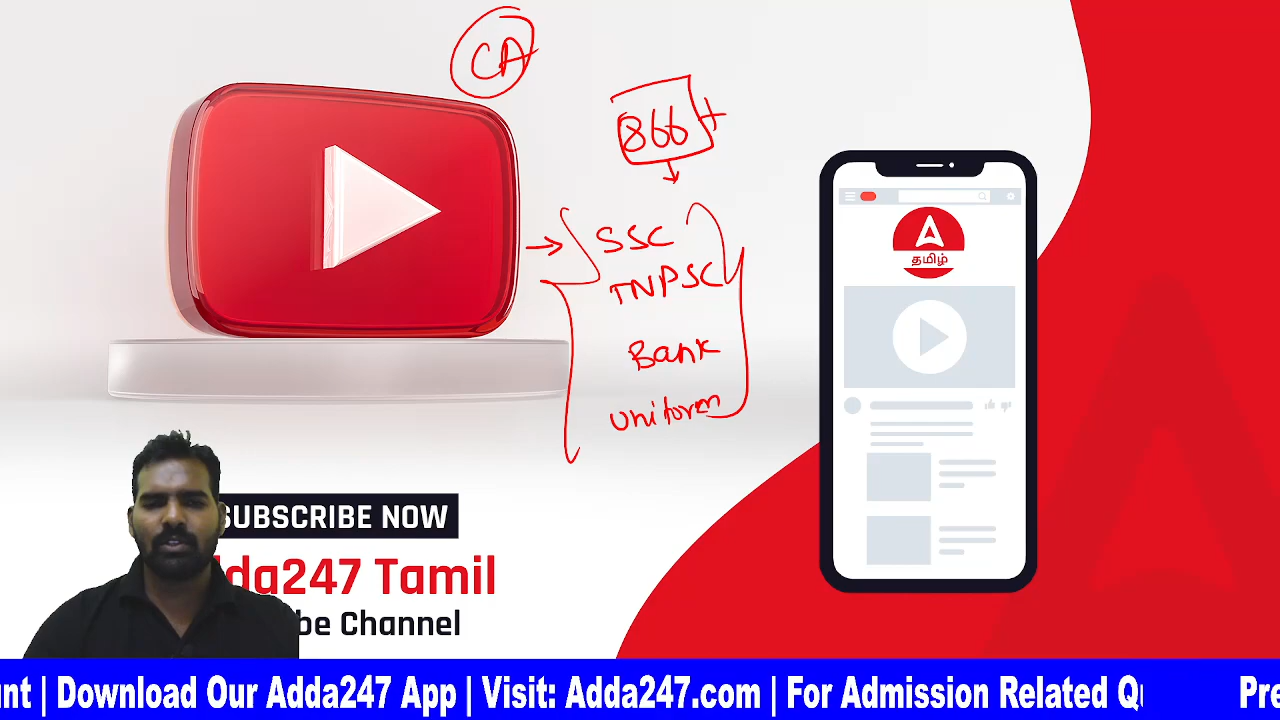 CA
866+
SSC
TNPSC
Bank
uniform
தமிழ்
SUBSCRIBE NOW
dda247 Tamil
be Channel
nt | Download Our Adda247 App | Visit: Adda247.com | For Admission Related Qu
Pre